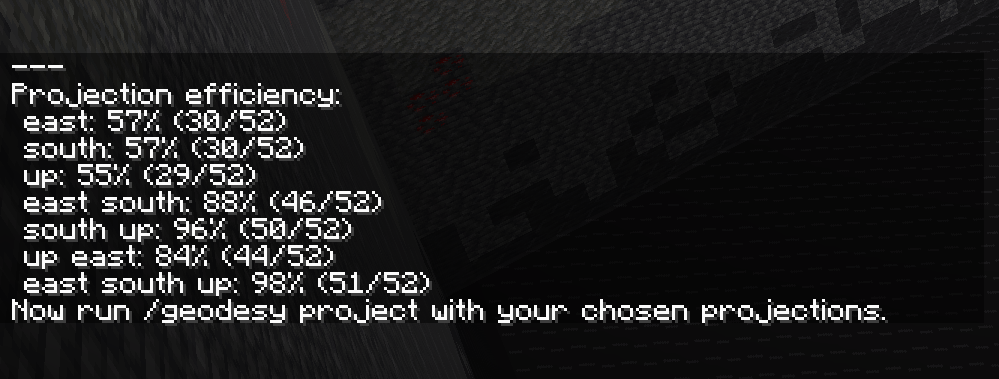 ---
Projection efficiency:
east: 57% (30/52)
south: 57% (30/52)
up: 55% (29/52)
east south: 88% (46/52)
south up: 96% (50/52)
up east: 84% (44/52)
east south up: 98% (51/52)
Now run /geodesy project with your chosen projections.